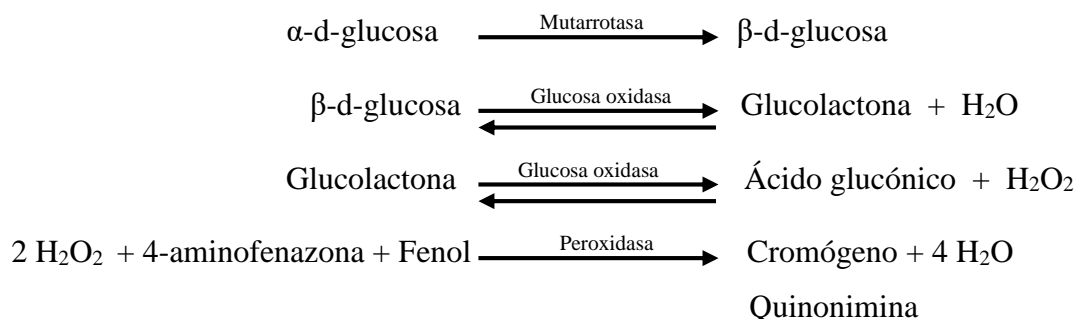 Mutarrotasa
α-d-glucosa β-d-glucosa
Glucosa oxidasa
β-d-glucosa Glucolactona + H₂O
Glucosa oxidasa
Glucolactona Ácido glucónico + H₂O₂
Peroxidasa
2 H₂O₂ + 4-aminofenazona + Fenol Cromógeno + 4 H₂O
Quinonimina